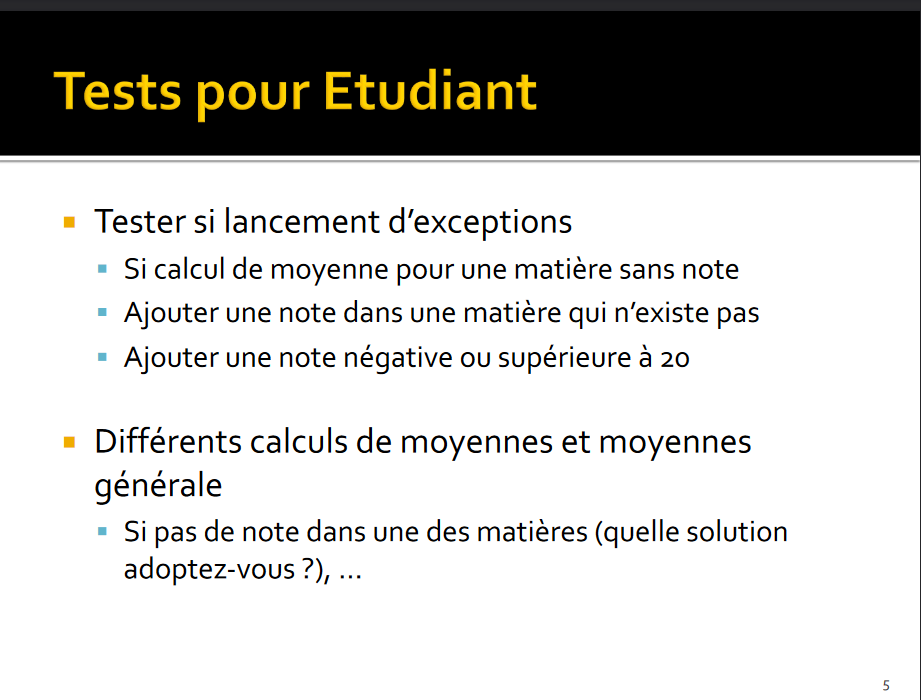 Tests pour Etudiant
Tester si lancement d’exceptions
Si calcul de moyenne pour une matière sans note
Ajouter une note dans une matière qui n’existe pas
Ajouter une note négative ou supérieure à 20
Différents calculs de moyennes et moyennes
générale
Si pas de note dans une des matières (quelle solution
adoptez-vous ?), ...
5